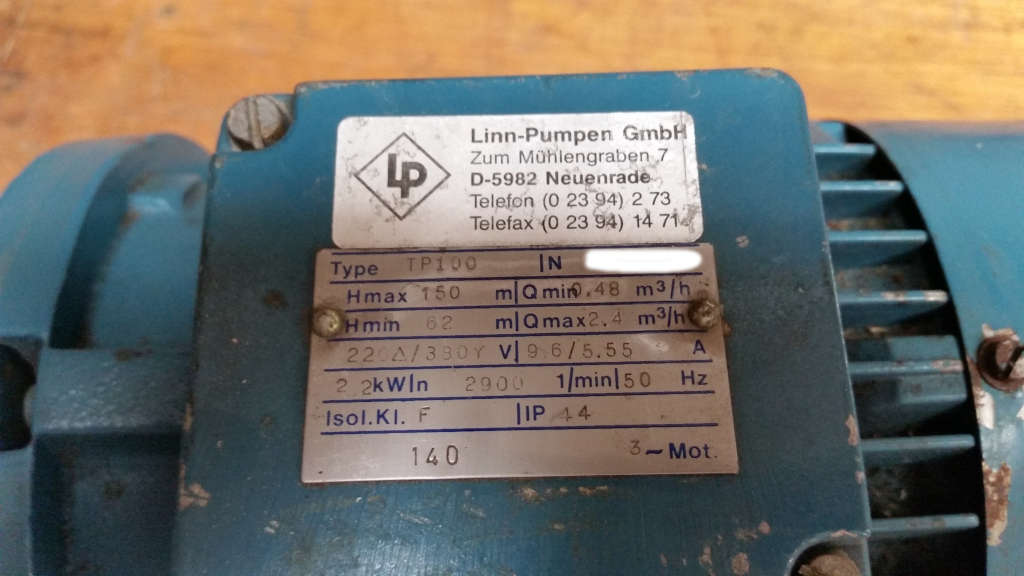 LP
Linn-Pumpen GmbH
Zum Mühlengraben 7
D-5982 Neuenrade
Telefon (0 23 94) 2 73
Telefax (0 23 94) 14 71
Type TP100 N
Hmax 150 m Qmin 0.48 m³/h
Hmin 62 m Qmax 2.4 m³/h
220Δ/380Y V 9.6/5.55 A
2.2 kW n 2900 1/min 50 Hz
Isol.Kl. F IP 44
140 3~Mot.